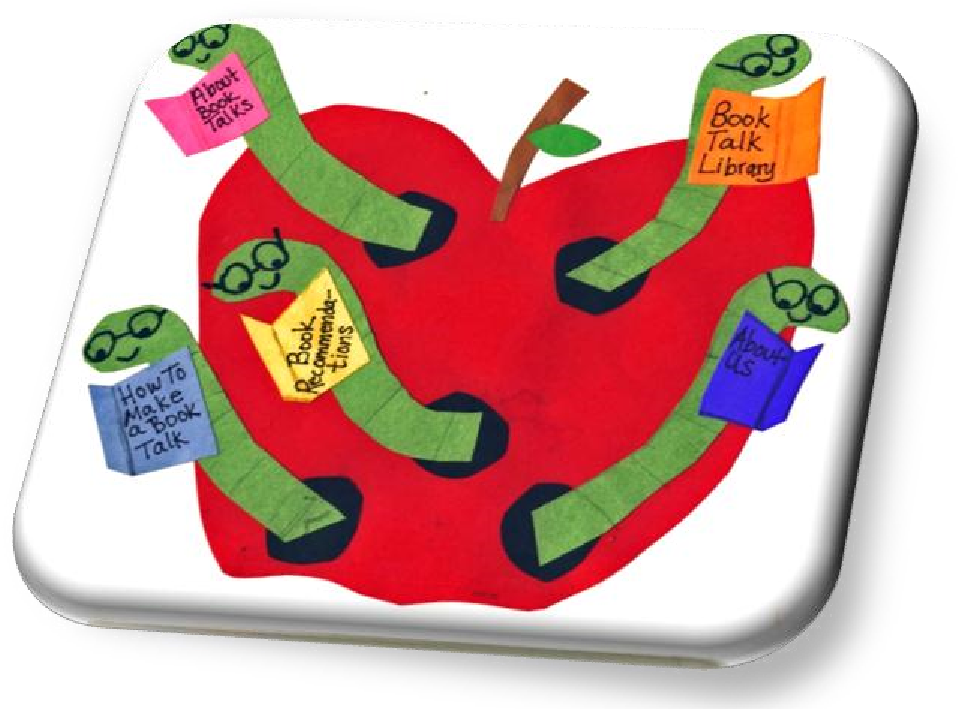 About
Book
Talks
Book
Talk
Library
Book
Recommenda-
tions
How To
Make
a Book
Talk
About
Us